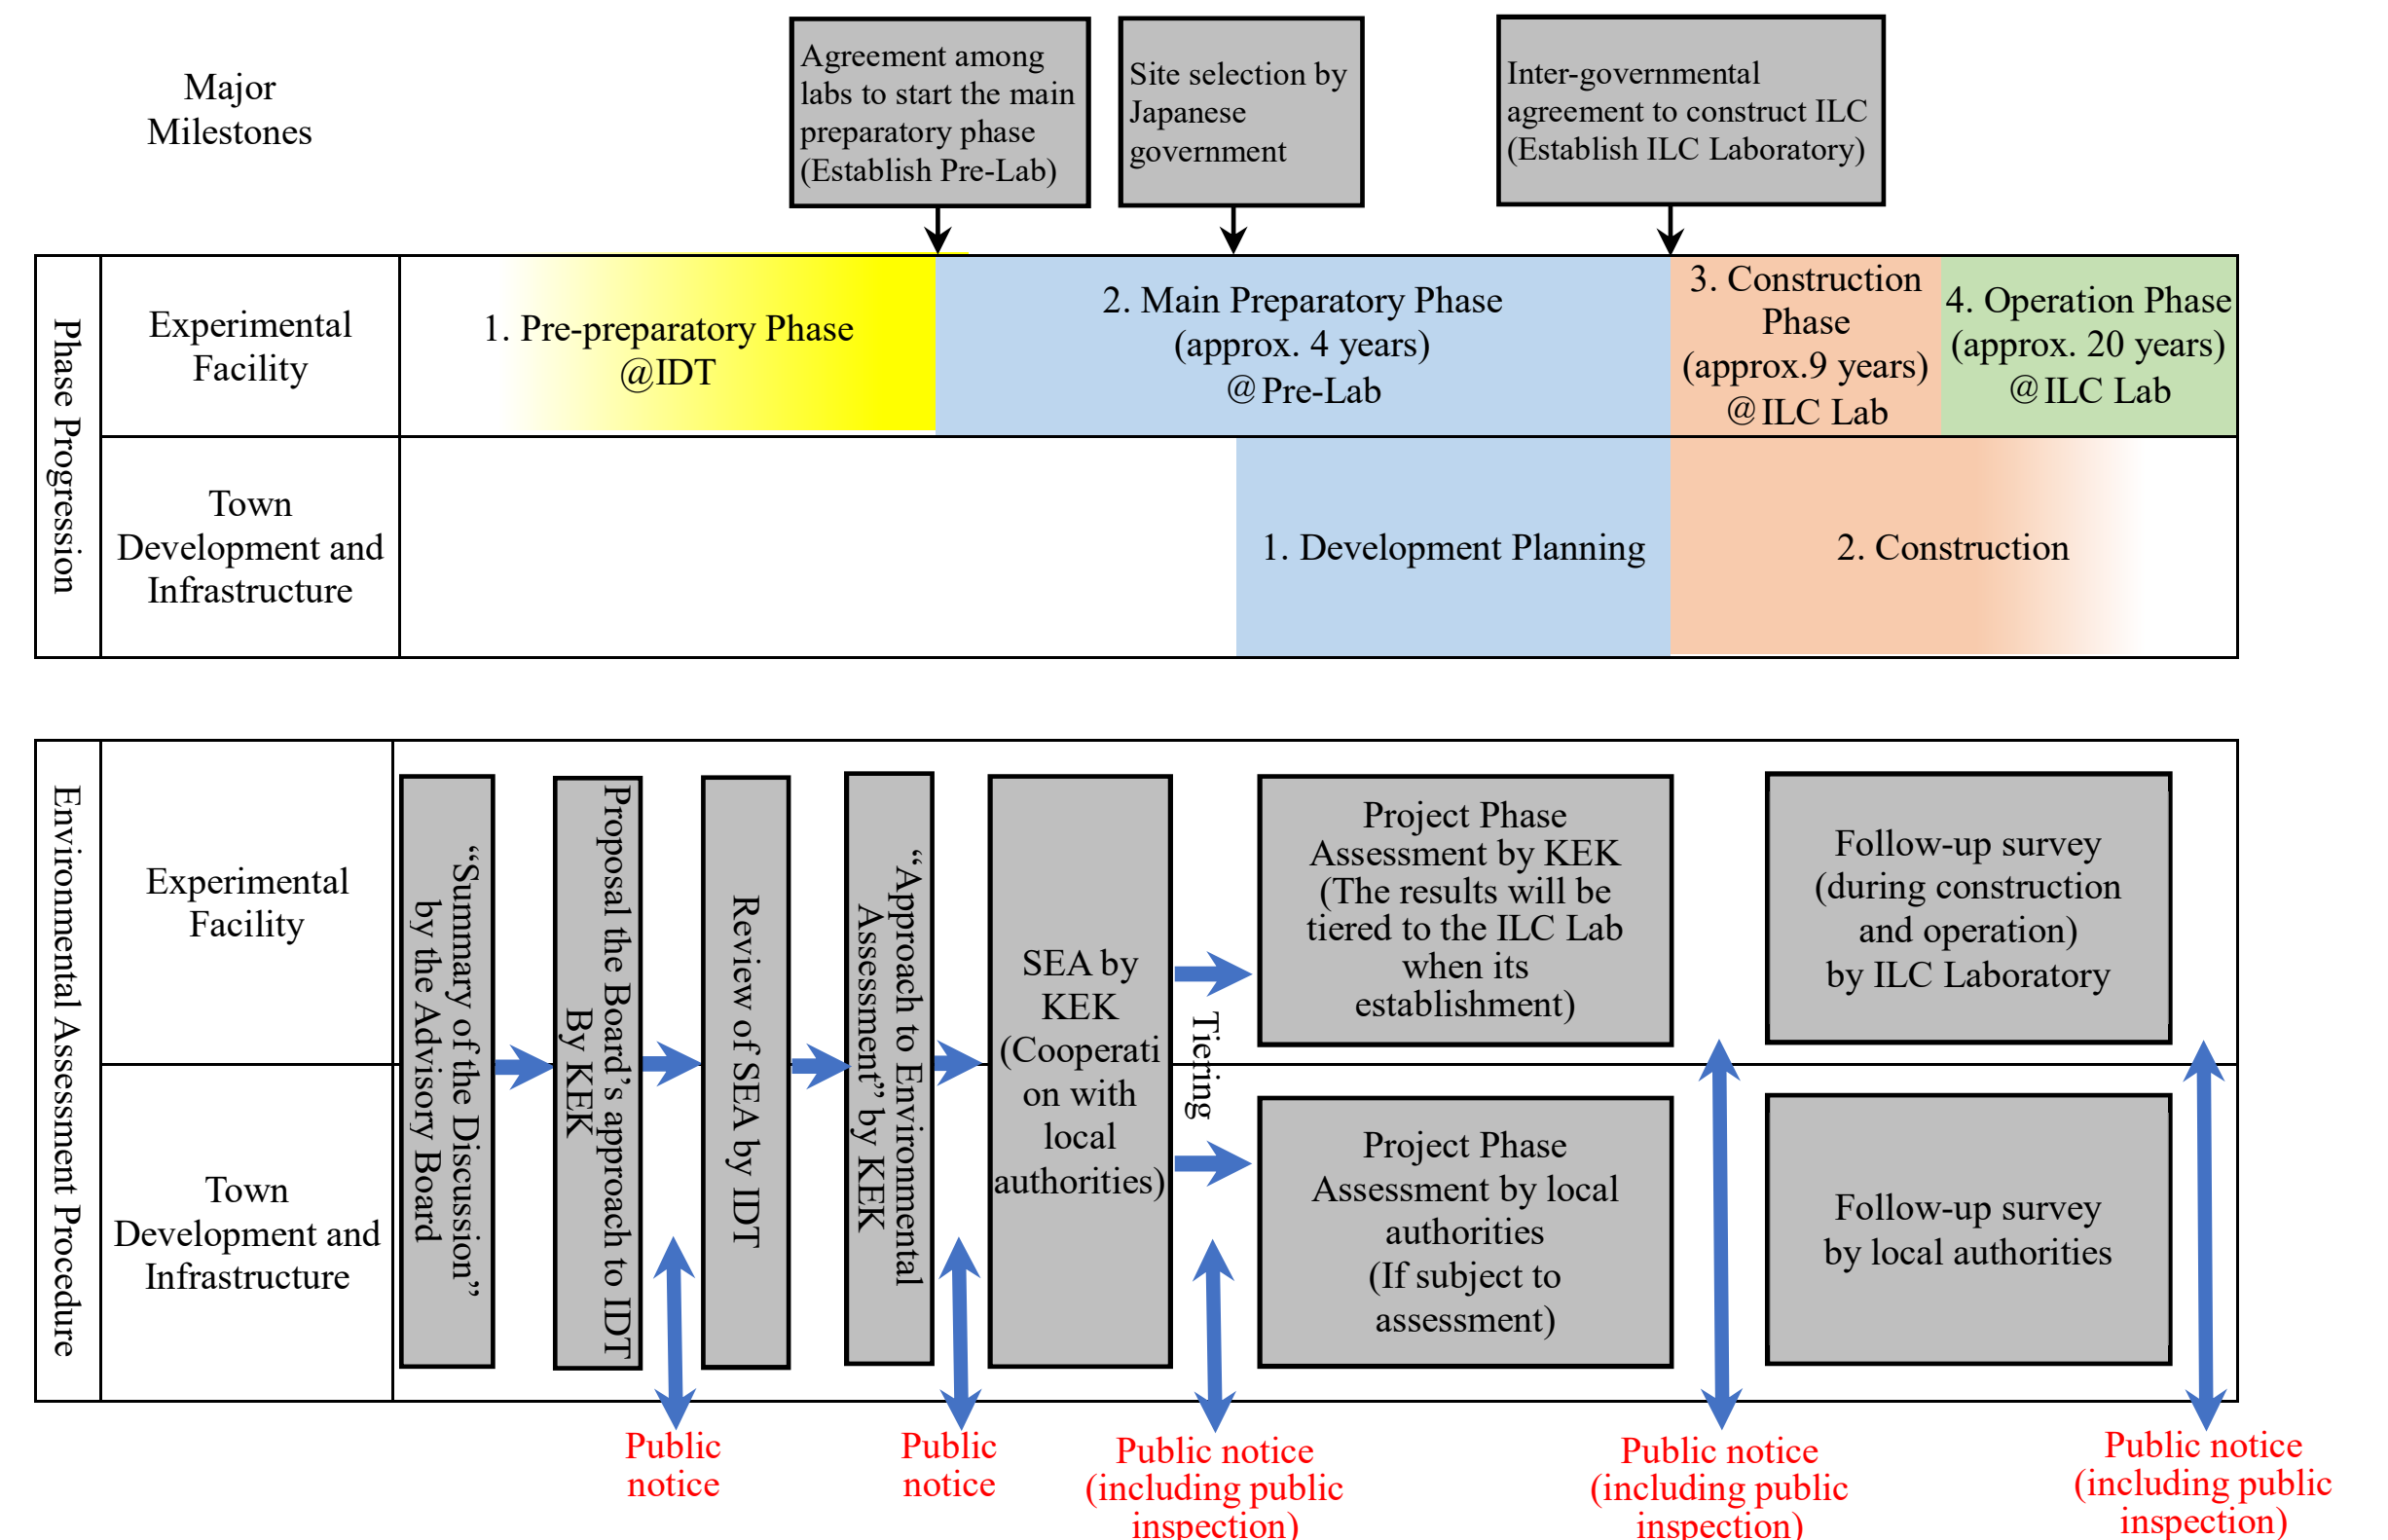 Major
Milestones
Agreement among
labs to start the main
preparatory phase
(Establish Pre-Lab)
Site selection by
Japanese
government
Inter-governmental
agreement to construct ILC
(Establish ILC Laboratory)
Phase Progression
Experimental
Facility
1. Pre-preparatory Phase
@IDT
2. Main Preparatory Phase
(approx. 4 years)
@Pre-Lab
3. Construction
Phase
(approx.9 years)
@ILC Lab
4. Operation Phase
(approx. 20 years)
@ILC Lab
Town
Development and
Infrastructure
1. Development Planning
2. Construction
Environmental Assessment Procedure
Experimental
Facility
Town
Development and
Infrastructure
“Summary of the Discussion”
by the Advisory Board
Proposal the Board’s approach to IDT
By KEK
Review of SEA by IDT
“Approach to Environmental
Assessment” by KEK
SEA by
KEK
(Cooperati
on with
local
authorities)
Tiering
Project Phase
Assessment by KEK
(The results will be
tiered to the ILC Lab
when its
establishment)
Project Phase
Assessment by local
authorities
(If subject to
assessment)
Follow-up survey
(during construction
and operation)
by ILC Laboratory
Follow-up survey
by local authorities
Public
notice
Public
notice
Public notice
(including public
inspection)
Public notice
(including public
inspection)
Public notice
(including public
inspection)